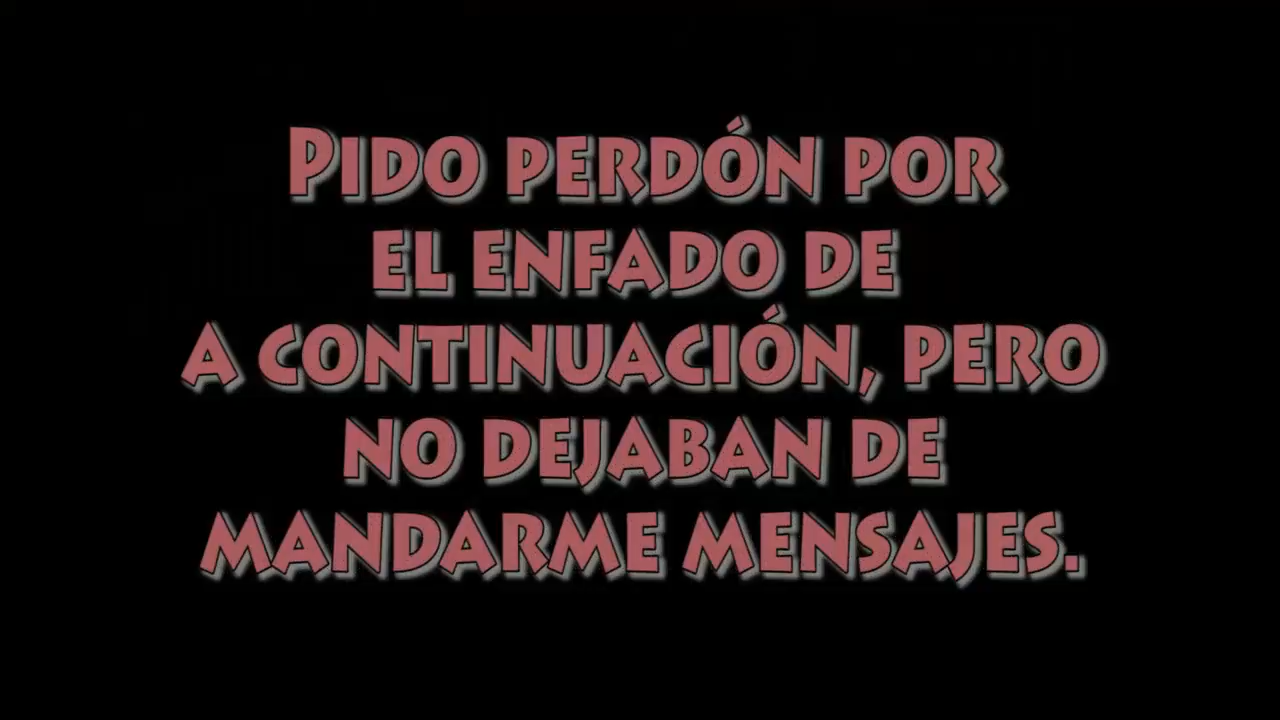 Pido perdón por
el enfado de
a continuación, pero
no dejaban de
mandarme mensajes.